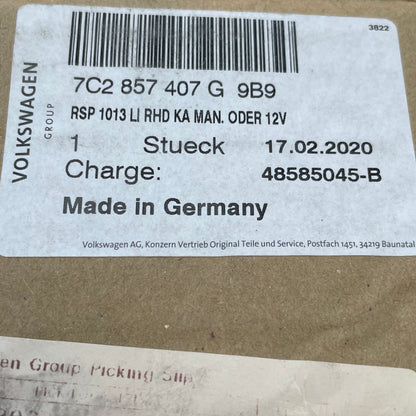 3822
VOLKSWAGEN
GROUP
7C2 857 407 G 9B9
RSP 1013 LI RHD KA MAN. ODER 12V
1 Stueck 17.02.2020
Charge: 48585045-B
Made in Germany
Volkswagen AG, Konzern Vertrieb Original Teile und Service, Postfach 1451, 34219 Baunatal
en Group Picking Slip